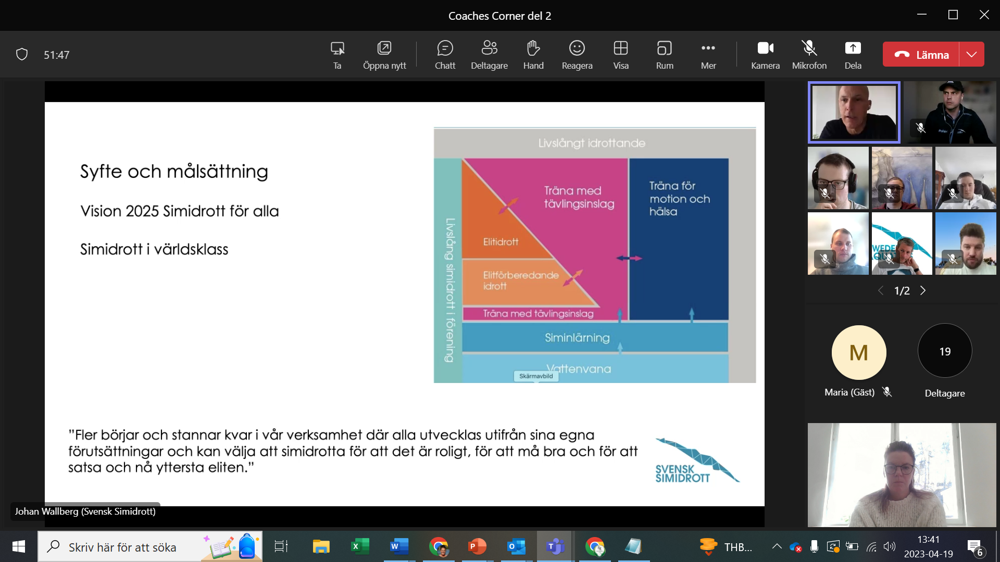 Coaches Corner del 2
51:47
Ta
Öppna nytt
Chatt
Deltagare
Hand
Reagera
Visa
Rum
Mer
Kamera
Mikrofon
Dela
Lämna
Syfte och målsättning
Vision 2025 Simidrott för alla
Simidrott i världsklass
Livslångt idrottande
Livslång simidrott i förening
Träna med
tävlingsinslag
Träna för
motion och
hälsa
Elitidrott
Elitförberedande
idrott
Träna med tävlingsinslag
Siminlärning
Vattenvana
Skärmavbild
”Fler börjar och stannar kvar i vår verksamhet där alla utvecklas utifrån sina egna
förutsättningar och kan välja att simidrotta för att det är roligt, för att må bra och för att
satsa och nå yttersta eliten.”
SVENSK
SIMIDROTT
Johan Wallberg (Svensk Simidrott)
1/2
M
Maria (Gäst)
19
Deltagare
Skriv här för att söka
THB...
13:41
2023-04-19
6